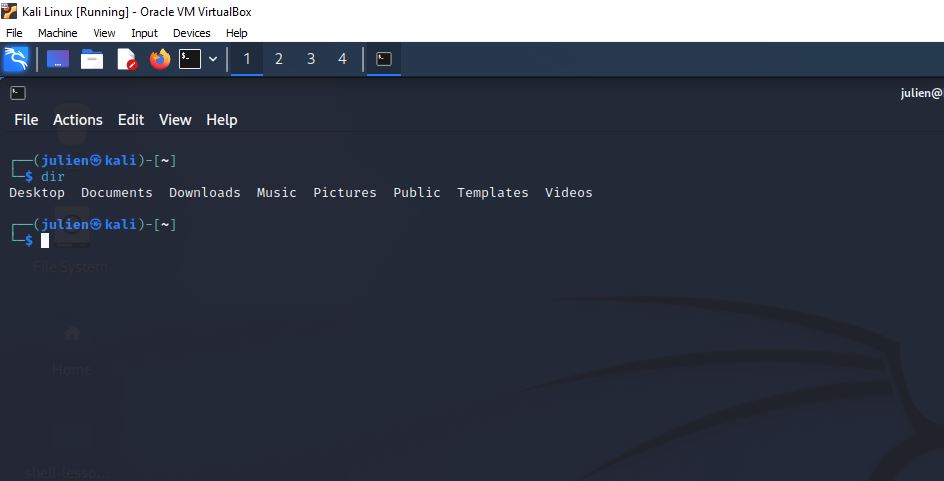 Kali Linux [Running] - Oracle VM VirtualBox
File Machine View Input Devices Help
1 2 3 4
julien@
File Actions Edit View Help
┌──(julien㉿kali)-[~]
└─$ dir
Desktop Documents Downloads Music Pictures Public Templates Videos
┌──(julien㉿kali)-[~]
└─$
File System
Home
shell-lesso...